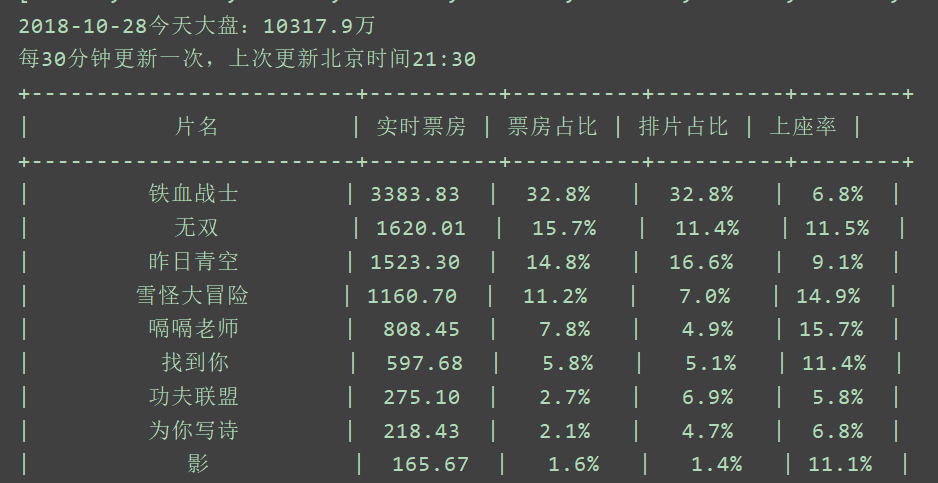 2018-10-28今天大盘：10317.9万
每30分钟更新一次，上次更新北京时间21:30
+-------------------------+----------+----------+----------+--------+
| 片名 | 实时票房 | 票房占比 | 排片占比 | 上座率 |
+-------------------------+----------+----------+----------+--------+
| 铁血战士 | 3383.83 | 32.8% | 32.8% | 6.8% |
| 无双 | 1620.01 | 15.7% | 11.4% | 11.5% |
| 昨日青空 | 1523.30 | 14.8% | 16.6% | 9.1% |
| 雪怪大冒险 | 1160.70 | 11.2% | 7.0% | 14.9% |
| 嗝嗝老师 | 808.45 | 7.8% | 4.9% | 15.7% |
| 找到你 | 597.68 | 5.8% | 5.1% | 11.4% |
| 功夫联盟 | 275.10 | 2.7% | 6.9% | 5.8% |
| 为你写诗 | 218.43 | 2.1% | 4.7% | 6.8% |
| 影 | 165.67 | 1.6% | 1.4% | 11.1% |